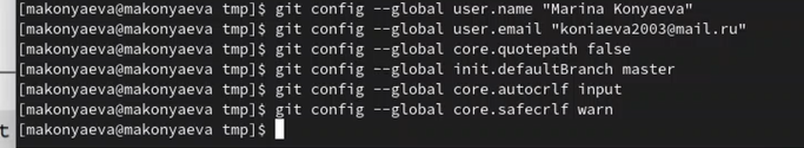 [makonyaeva@makonyaeva tmp]$ git config --global user.name "Marina Konyaeva"
[makonyaeva@makonyaeva tmp]$ git config --global user.email "koniaeva2003@mail.ru"
[makonyaeva@makonyaeva tmp]$ git config --global core.quotepath false
[makonyaeva@makonyaeva tmp]$ git config --global init.defaultBranch master
[makonyaeva@makonyaeva tmp]$ git config --global core.autocrlf input
[makonyaeva@makonyaeva tmp]$ git config --global core.safecrlf warn
t [makonyaeva@makonyaeva tmp]$